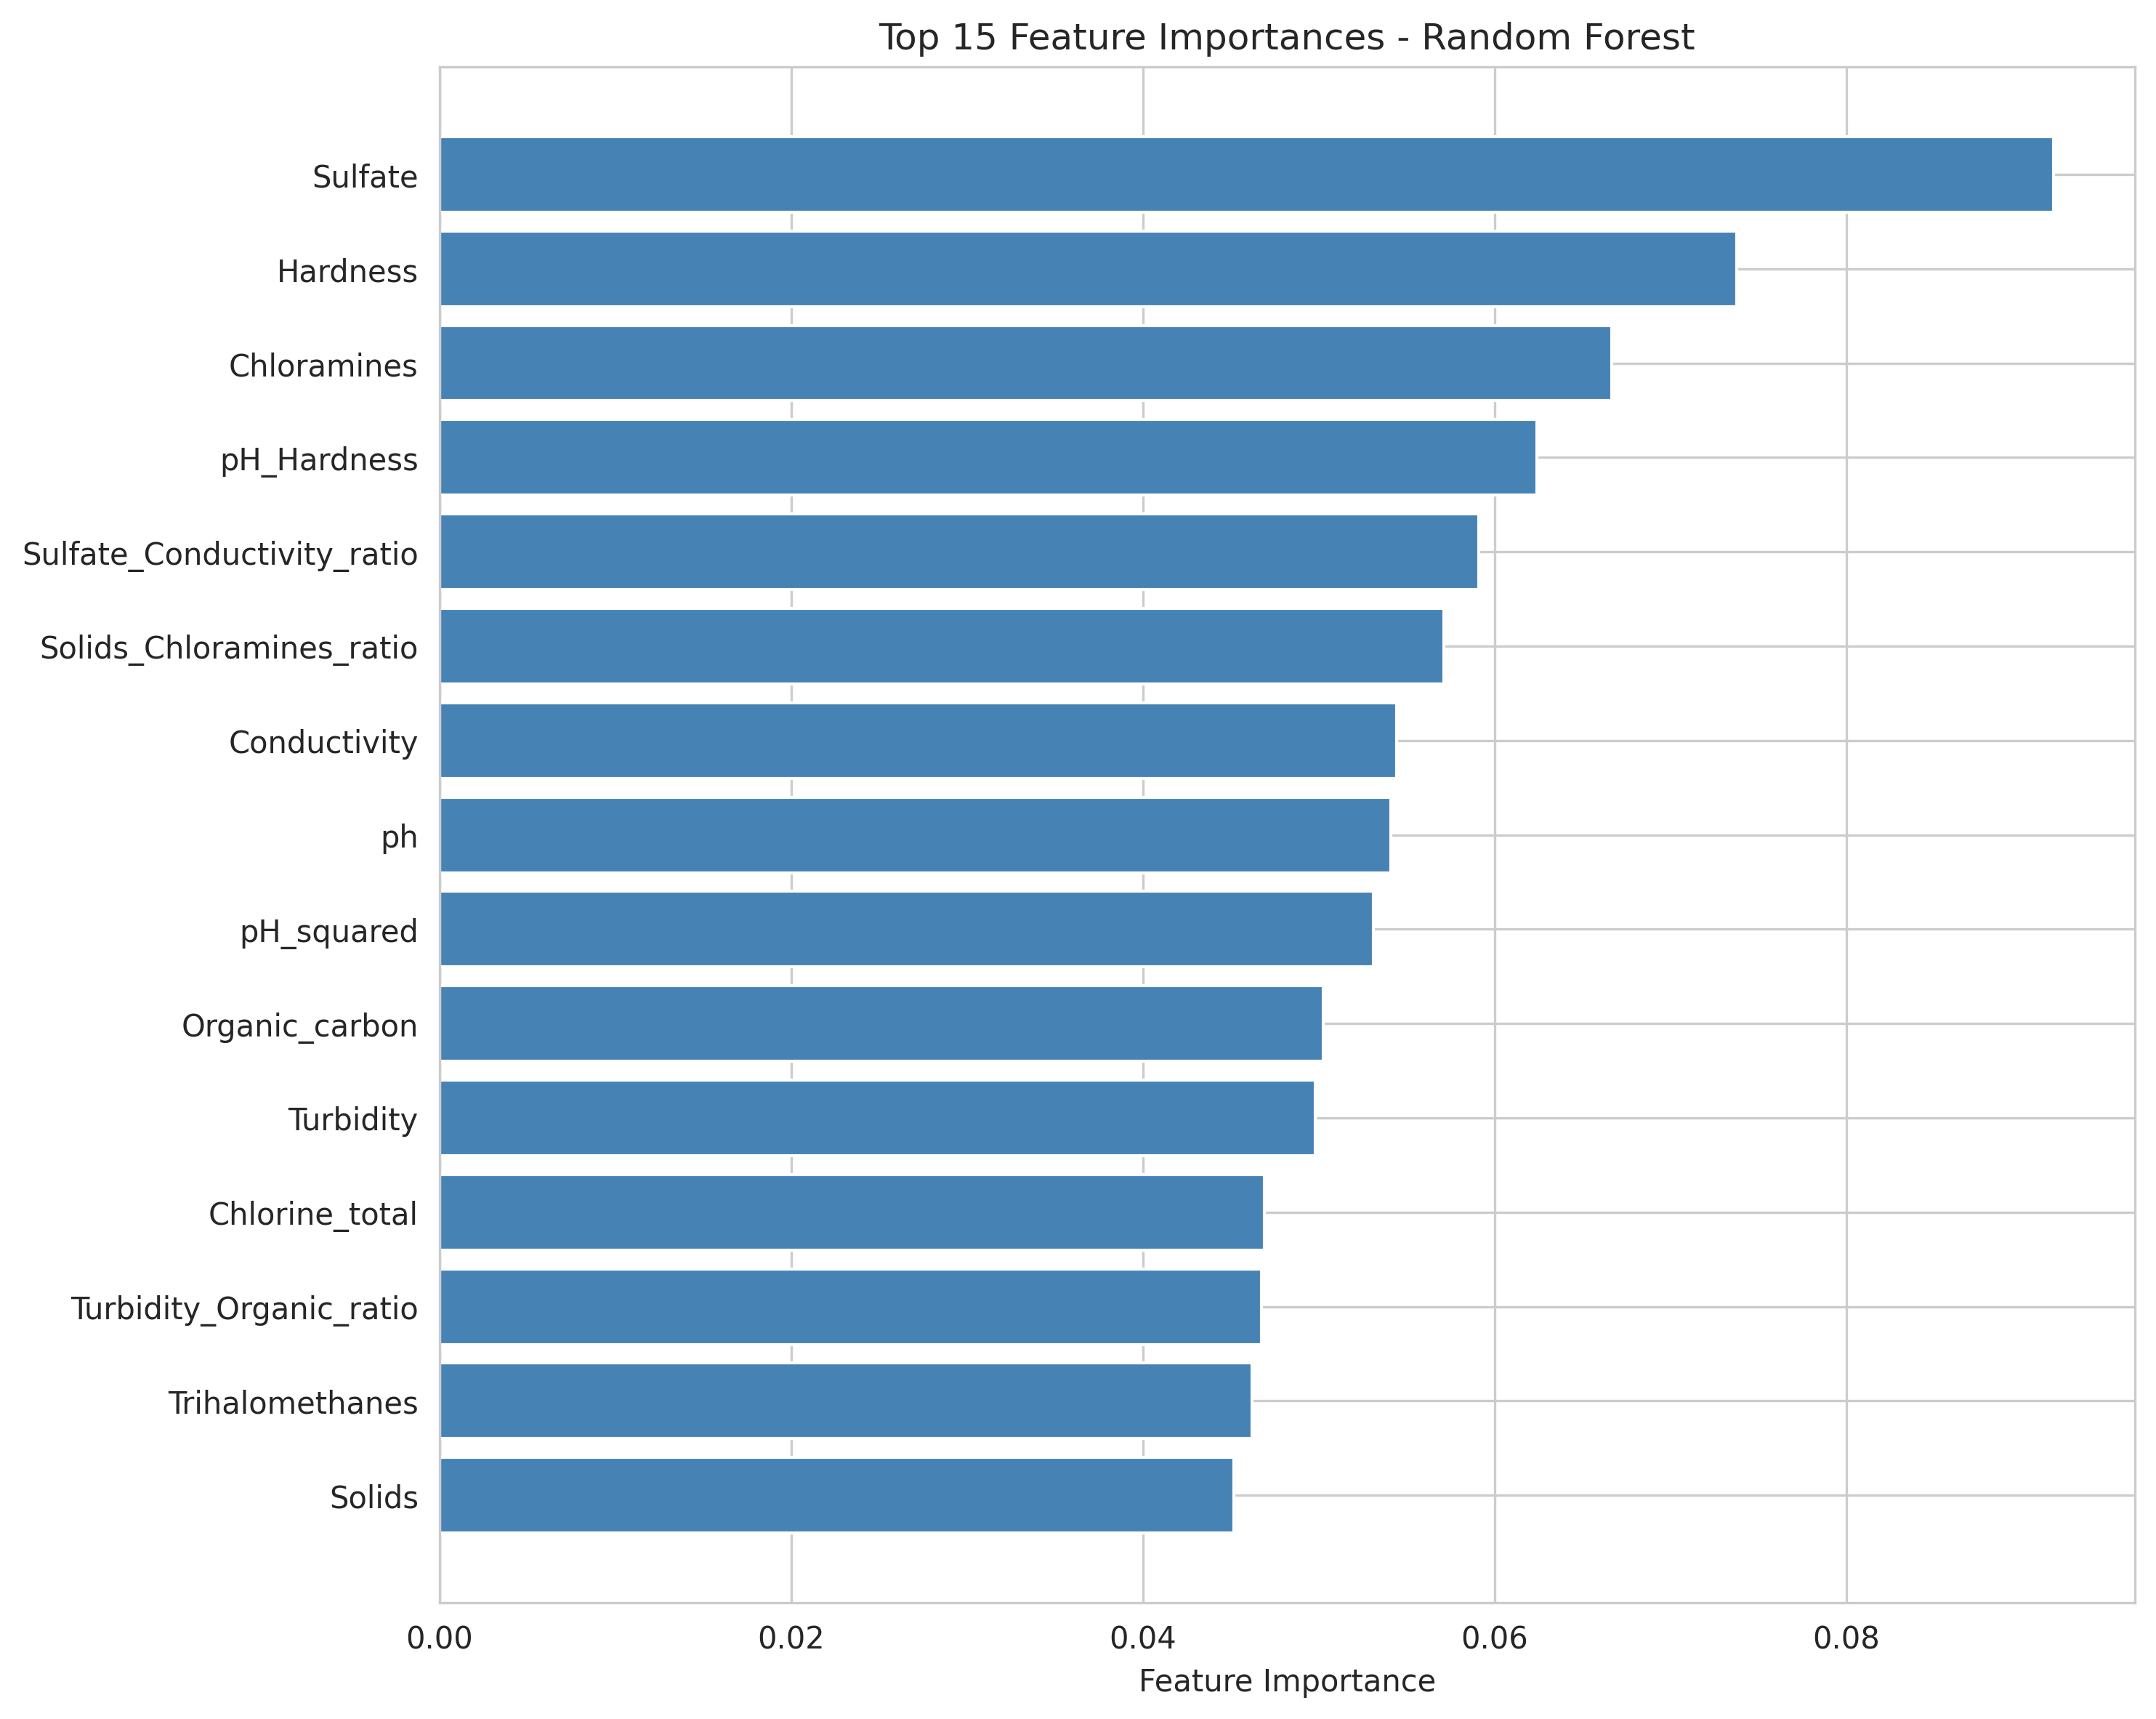 Top 15 Feature Importances - Random Forest
Sulfate
Hardness
Chloramines
pH_Hardness
Sulfate_Conductivity_ratio
Solids_Chloramines_ratio
Conductivity
ph
pH_squared
Organic_carbon
Turbidity
Chlorine_total
Turbidity_Organic_ratio
Trihalomethanes
Solids
0.00 0.02 0.04 0.06 0.08
Feature Importance